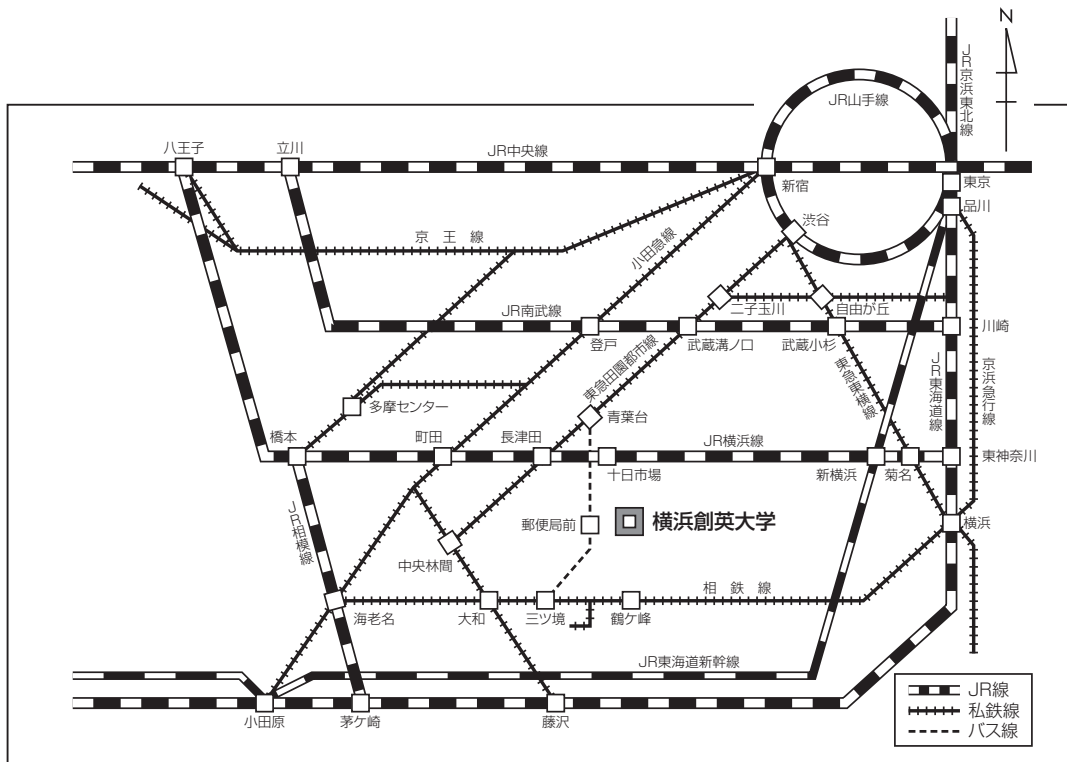 N
JR京浜東北線
JR山手線
八王子
立川
JR中央線
新宿
東京
品川
渋谷
京王線
小田急線
二子玉川
自由が丘
JR南武線
登戸
武蔵溝ノ口
武蔵小杉
川崎
東急田園都市線
東急東横線
JR東海道線
京浜急行線
多摩センター
青葉台
橋本
町田
長津田
JR横浜線
十日市場
新横浜
菊名
東神奈川
JR相模線
郵便局前
横浜創英大学
横浜
中央林間
相鉄線
海老名
大和
三ツ境
鶴ケ峰
JR東海道新幹線
小田原
茅ケ崎
藤沢
JR線
私鉄線
バス線